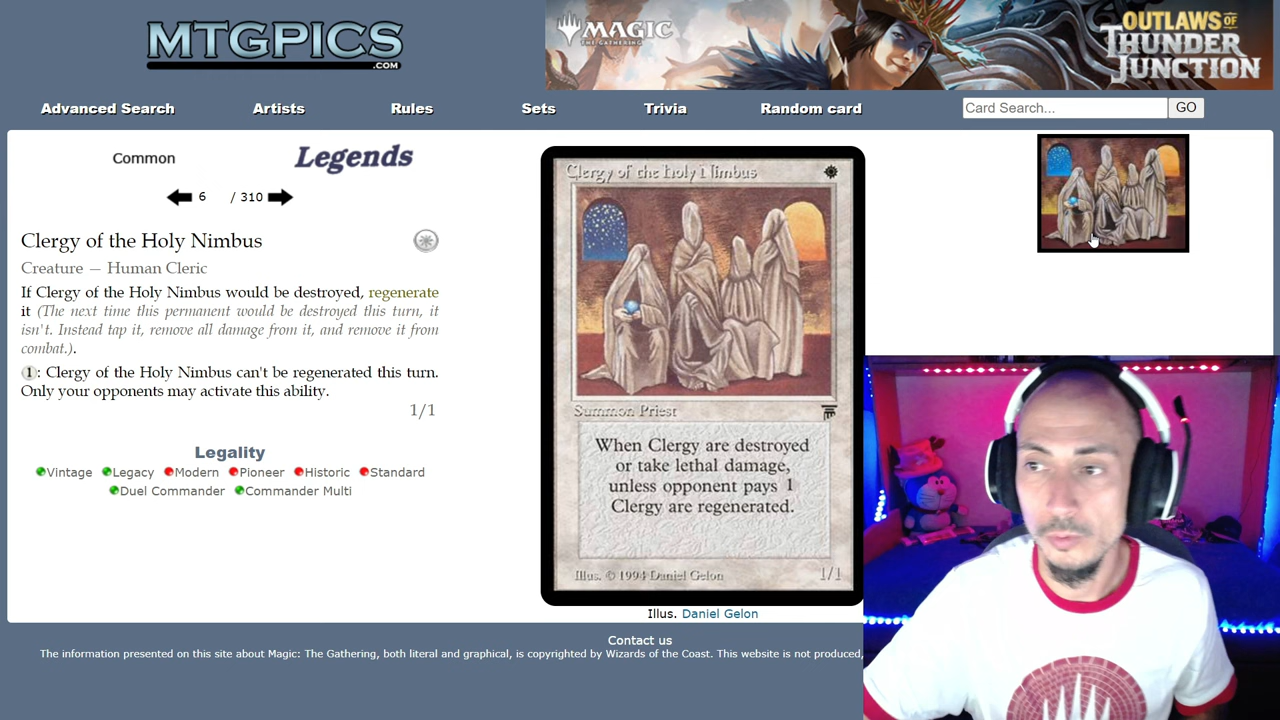 MTGPICS
.COM
MAGIC
THE GATHERING
OUTLAWS OF
THUNDER
JUNCTION
Advanced Search
Artists
Rules
Sets
Trivia
Random card
Card Search...
GO
Common
Legends
6 / 310
Clergy of the Holy Nimbus
Creature — Human Cleric
If Clergy of the Holy Nimbus would be destroyed, regenerate
it (The next time this permanent would be destroyed this turn, it
isn't. Instead tap it, remove all damage from it, and remove it from
combat.).
1: Clergy of the Holy Nimbus can't be regenerated this turn.
Only your opponents may activate this ability.
1/1
Legality
Vintage Legacy Modern Pioneer Historic Standard
Duel Commander Commander Multi
Clergy of the Holy Nimbus
Summon Priest
When Clergy are destroyed
or take lethal damage,
unless opponent pays 1
Clergy are regenerated.
Illus. © 1994 Daniel Gelon
1/1
Illus. Daniel Gelon
Contact us
The information presented on this site about Magic: The Gathering, both literal and graphical, is copyrighted by Wizards of the Coast. This website is not produced,